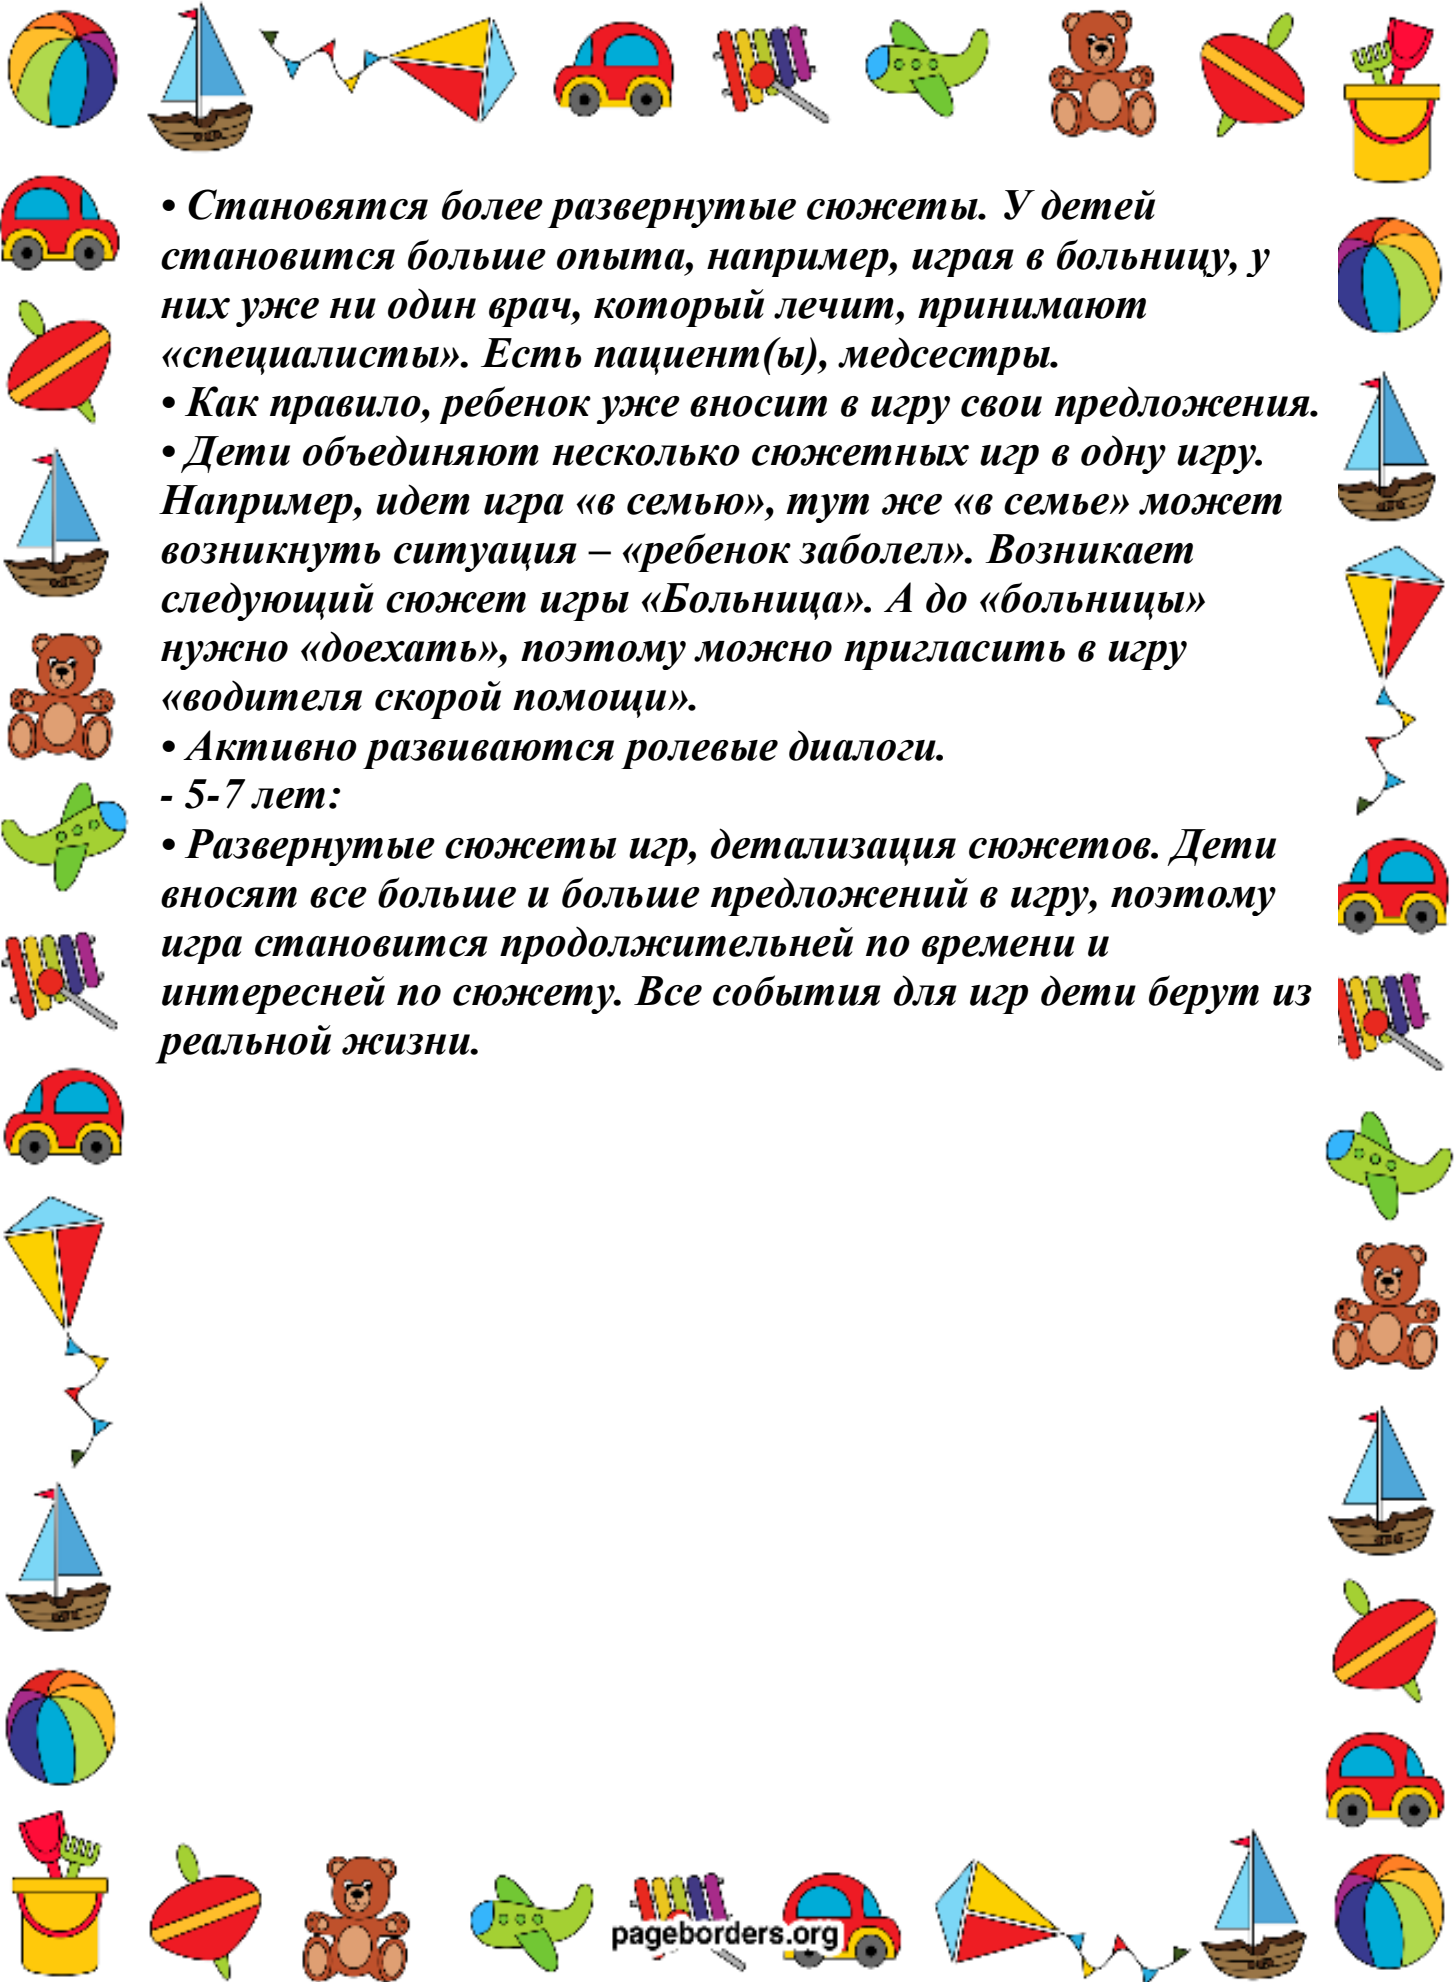 • Становятся более развернутые сюжеты. У детей
становится больше опыта, например, играя в больницу, у
них уже ни один врач, который лечит, принимают
«специалисты». Есть пациент(ы), медсестры.
• Как правило, ребенок уже вносит в игру свои предложения.
• Дети объединяют несколько сюжетных игр в одну игру.
Например, идет игра «в семью», тут же «в семье» может
возникнуть ситуация – «ребенок заболел». Возникает
следующий сюжет игры «Больница». А до «больницы»
нужно «доехать», поэтому можно пригласить в игру
«водителя скорой помощи».
• Активно развиваются ролевые диалоги.
- 5-7 лет:
• Развернутые сюжеты игр, детализация сюжетов. Дети
вносят все больше и больше предложений в игру, поэтому
игра становится продолжительней по времени и
интересней по сюжету. Все события для игр дети берут из
реальной жизни.
pageborders.org